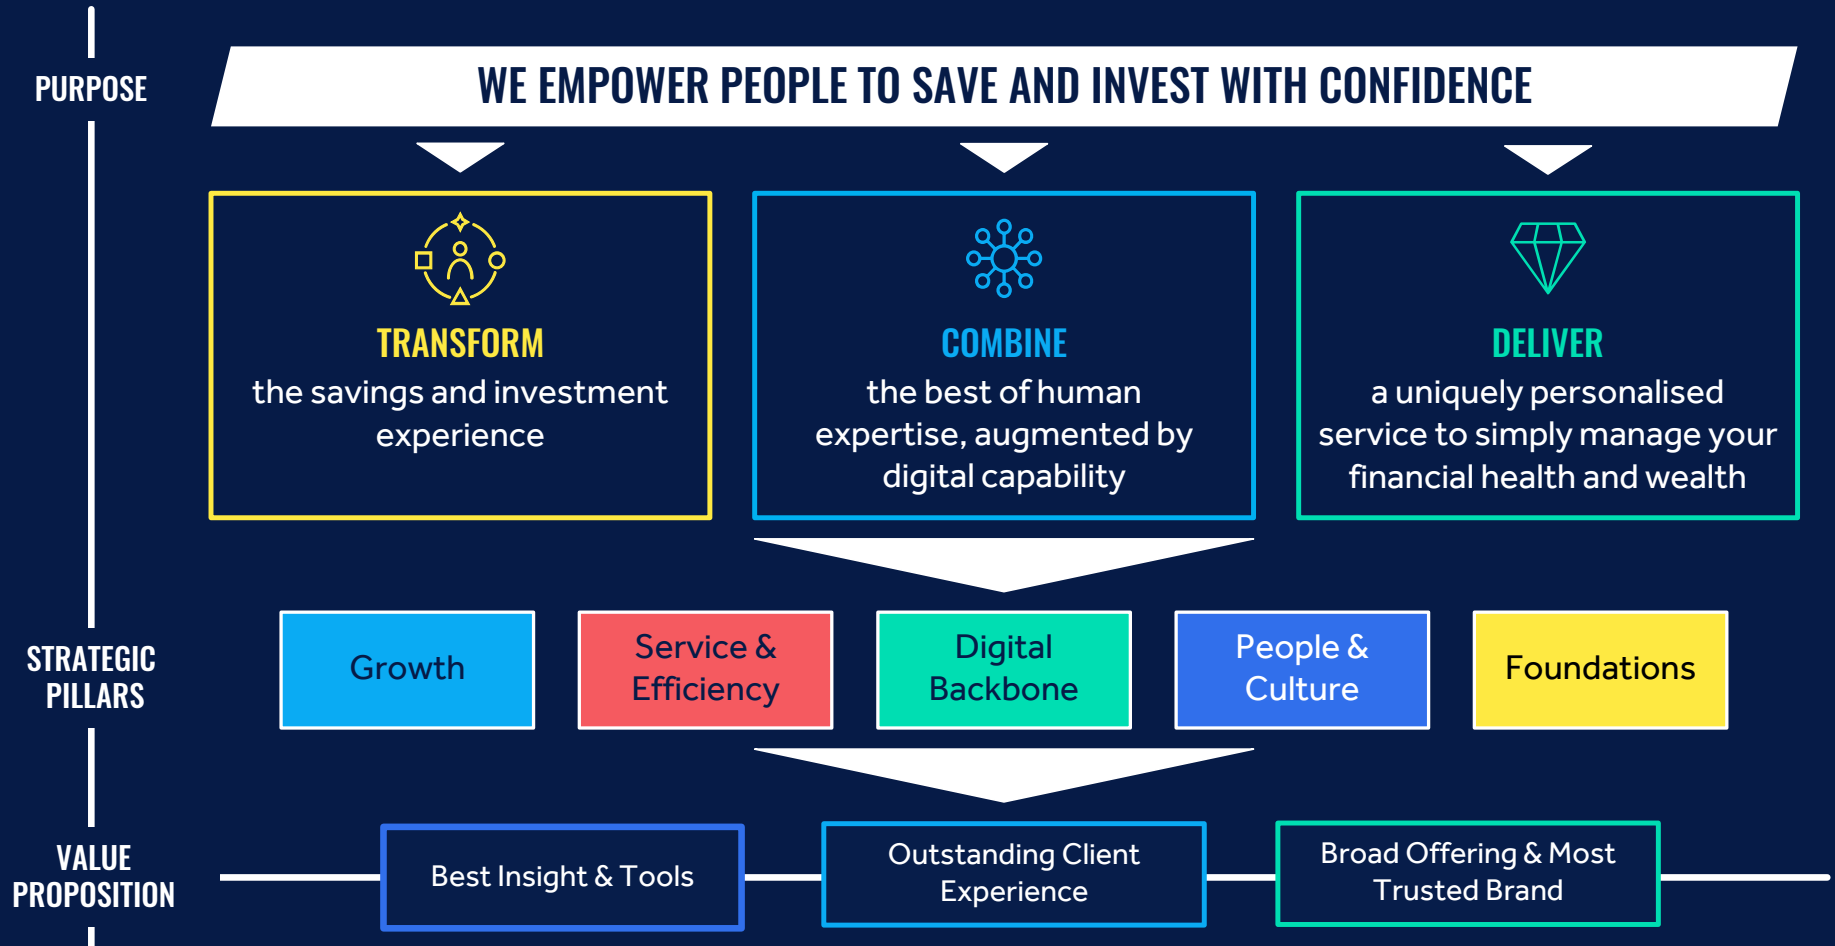 PURPOSE
WE EMPOWER PEOPLE TO SAVE AND INVEST WITH CONFIDENCE
TRANSFORM
the savings and investment
experience
COMBINE
the best of human
expertise, augmented by
digital capability
DELIVER
a uniquely personalised
service to simply manage your
financial health and wealth
STRATEGIC
PILLARS
Growth
Service &
Efficiency
Digital
Backbone
People &
Culture
Foundations
VALUE
PROPOSITION
Best Insight & Tools
Outstanding Client
Experience
Broad Offering & Most
Trusted Brand